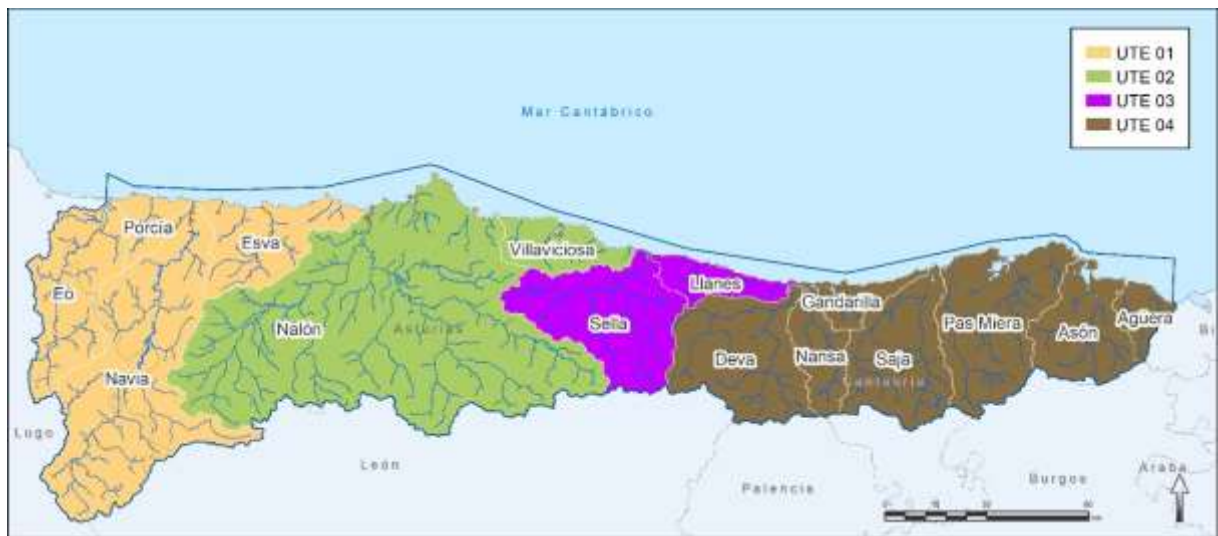 UTE 01
UTE 02
UTE 03
UTE 04
Mar Cantábrico
Porcía
Esva
Villaviciosa
Eo
Llanes
Gandarilla
Nalón
Asturias
Sella
Pas Miera
Asón
Agüera
Deva
Nansa
Saja
Navia
Cantabria
Lugo
León
Palencia
Burgos
Araba